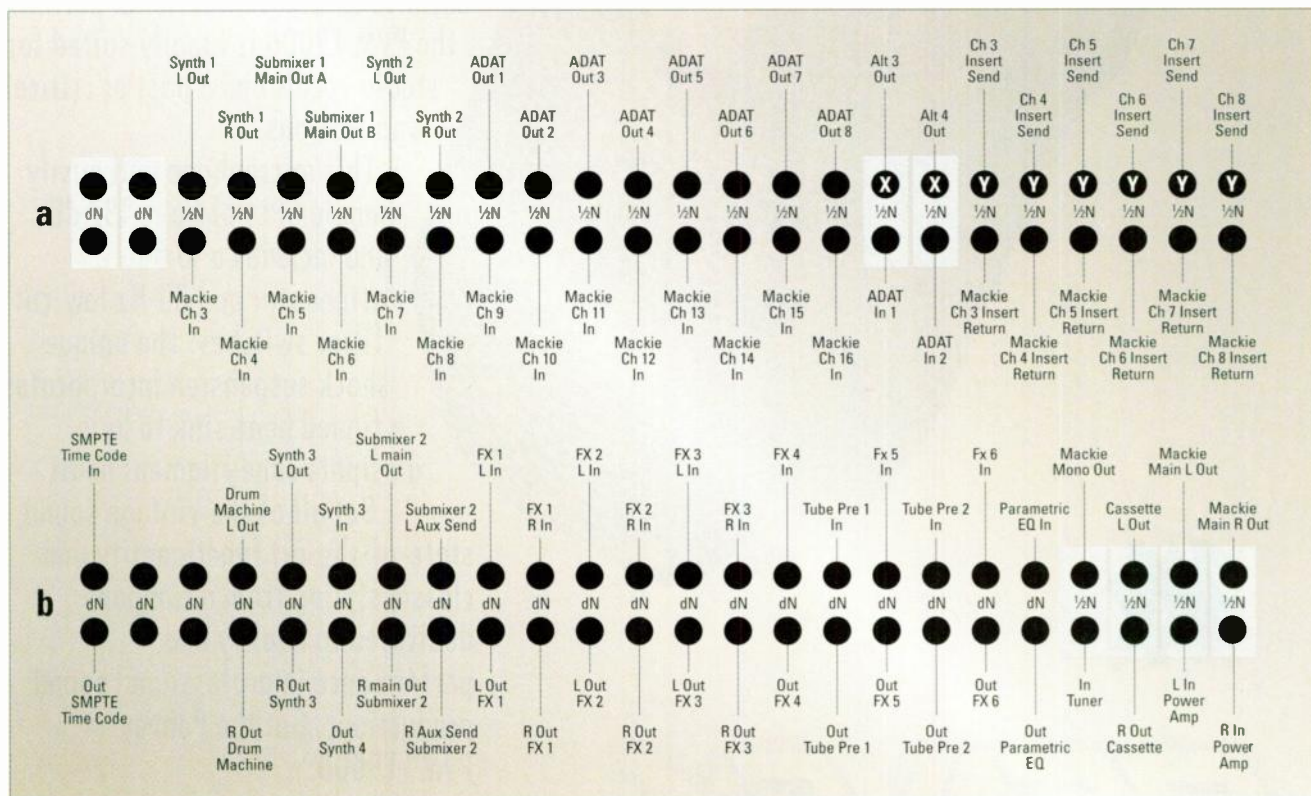 Synth 1
L Out
Synth 1
R Out
Submixer 1
Main Out A
Submixer 1
Main Out B
Synth 2
L Out
Synth 2
R Out
ADAT
Out 1
ADAT
Out 2
ADAT
Out 3
ADAT
Out 4
ADAT
Out 5
ADAT
Out 6
ADAT
Out 7
ADAT
Out 8
Alt 3
Out
Alt 4
Out
Ch 3
Insert
Send
Ch 4
Insert
Send
Ch 5
Insert
Send
Ch 6
Insert
Send
Ch 7
Insert
Send
Ch 8
Insert
Send
X X Y Y Y Y Y Y
a dN dN ½N ½N ½N ½N ½N ½N ½N ½N ½N ½N ½N ½N ½N ½N ½N ½N ½N ½N ½N ½N ½N ½N
Mackie
Ch 3
In
Mackie
Ch 4
In
Mackie
Ch 5
In
Mackie
Ch 6
In
Mackie
Ch 7
In
Mackie
Ch 8
In
Mackie
Ch 9
In
Mackie
Ch 10
In
Mackie
Ch 11
In
Mackie
Ch 12
In
Mackie
Ch 13
In
Mackie
Ch 14
In
Mackie
Ch 15
In
Mackie
Ch 16
In
ADAT
In 1
ADAT
In 2
Mackie
Ch 3 Insert
Return
Mackie
Ch 4 Insert
Return
Mackie
Ch 5 Insert
Return
Mackie
Ch 6 Insert
Return
Mackie
Ch 7 Insert
Return
Mackie
Ch 8 Insert
Return
SMPTE
Time Code
In
Drum
Machine
L Out
Synth 3
L Out
Synth 3
In
Submixer 2
L main
Out
Submixer 2
L Aux Send
FX 1
L In
FX 1
R In
FX 2
L In
FX 2
R In
FX 3
L In
FX 3
R In
FX 4
In
Tube Pre 1
In
Fx 5
In
Tube Pre 2
In
Fx 6
In
Parametric
EQ In
Mackie
Mono Out
Cassette
L Out
Mackie
Main L Out
Mackie
Main R Out
b dN dN dN dN dN dN dN dN dN dN dN dN dN dN dN dN dN dN dN dN ½N ½N ½N ½N
Out
SMPTE
Time Code
R Out
Drum
Machine
R Out
Synth 3
Out
Synth 4
R main Out
Submixer 2
R Aux Send
Submixer 2
L Out
FX 1
R Out
FX 1
L Out
FX 2
R Out
FX 2
L Out
FX 3
R Out
FX 3
Out
FX 4
Out
Tube Pre 1
Out
FX 5
Out
Tube Pre 2
Out
FX 6
Out
Parametric
EQ
In
Tuner
R Out
Cassette
L In
Power
Amp
R In
Power
Amp